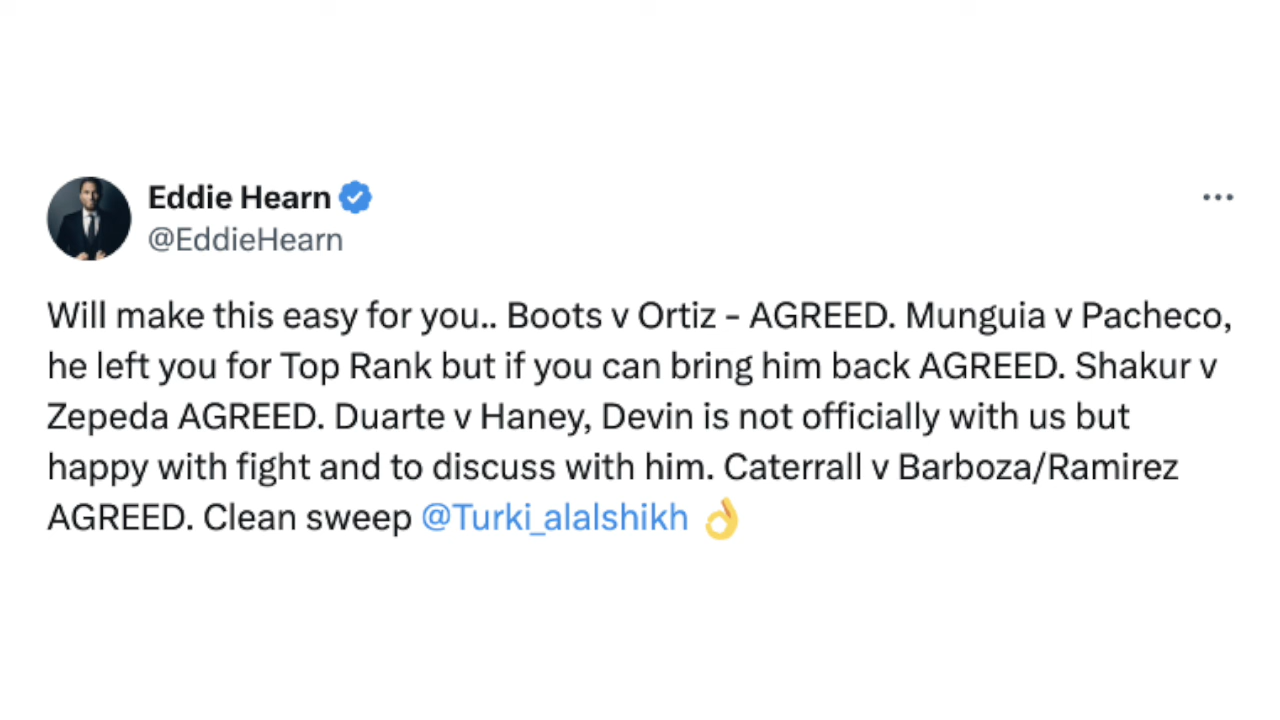 Eddie Hearn
@EddieHearn
Will make this easy for you.. Boots v Ortiz - AGREED. Munguia v Pacheco,
he left you for Top Rank but if you can bring him back AGREED. Shakur v
Zepeda AGREED. Duarte v Haney, Devin is not officially with us but
happy with fight and to discuss with him. Caterrall v Barboza/Ramirez
AGREED. Clean sweep @Turki_alalshikh 👌